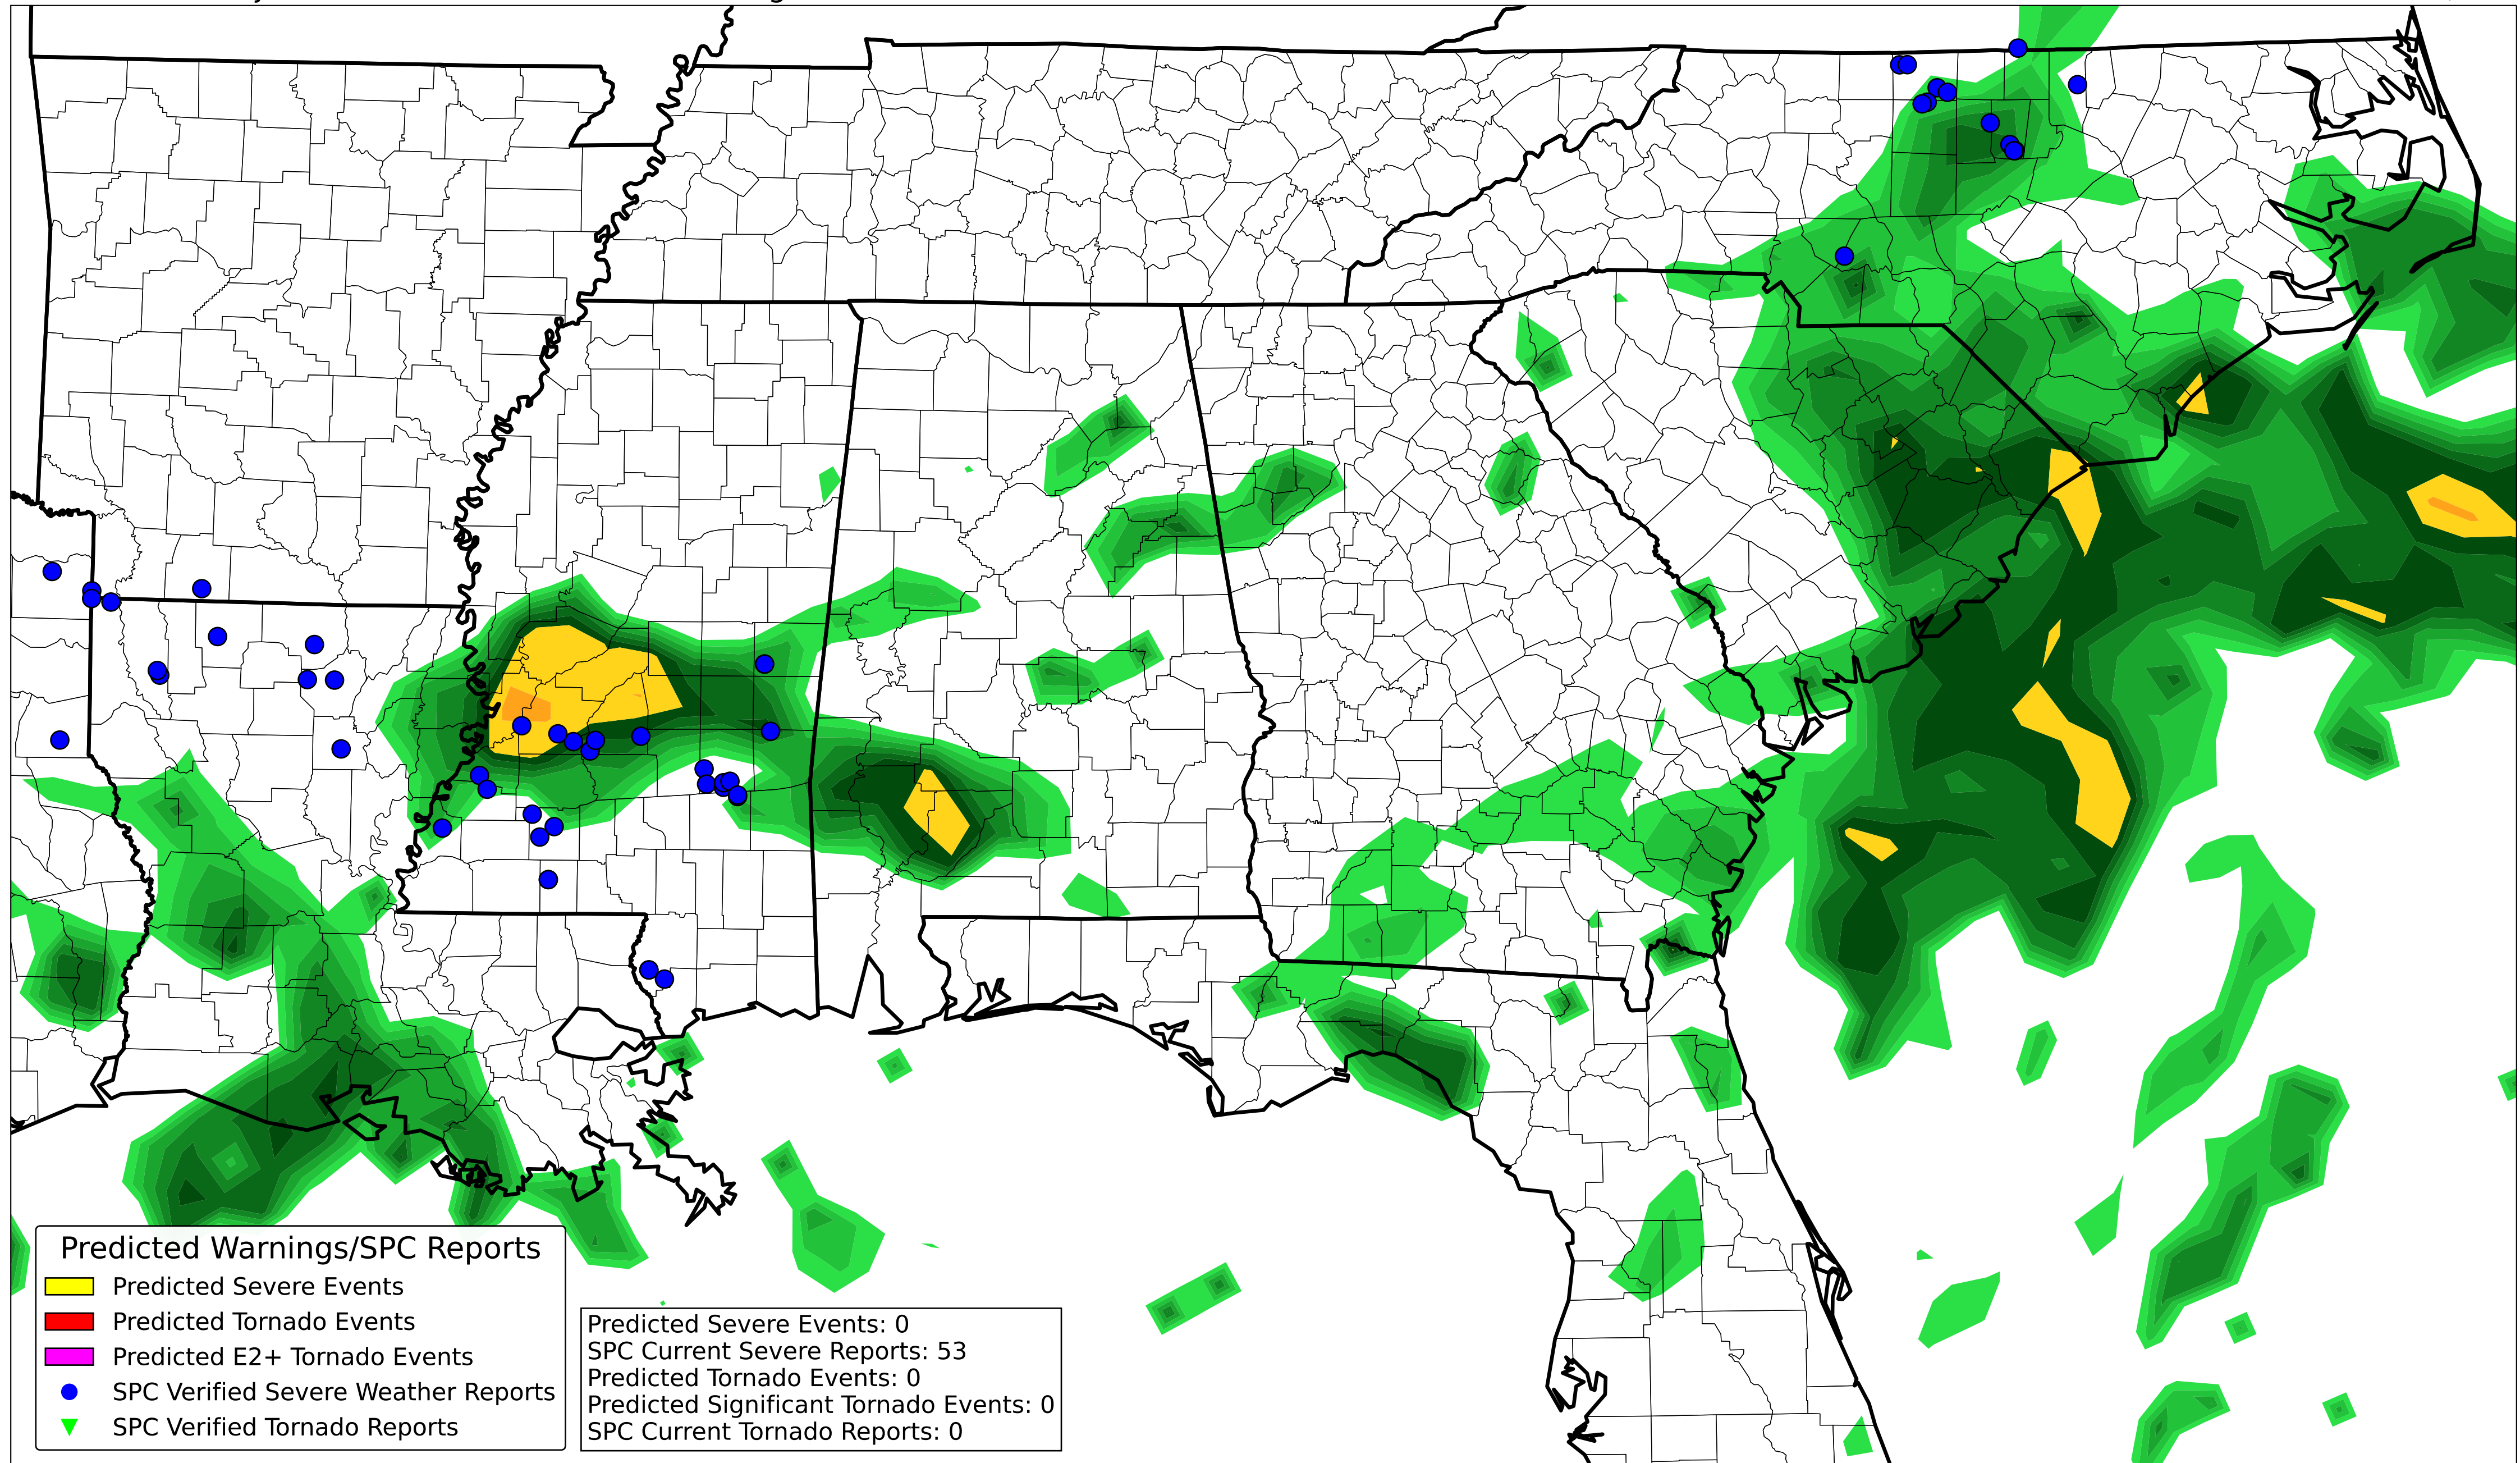 Predicted Warnings/SPC Reports
Predicted Severe Events
Predicted Tornado Events
Predicted E2+ Tornado Events
SPC Verified Severe Weather Reports
SPC Verified Tornado Reports
Predicted Severe Events: 0
SPC Current Severe Reports: 53
Predicted Tornado Events: 0
Predicted Significant Tornado Events: 0
SPC Current Tornado Reports: 0